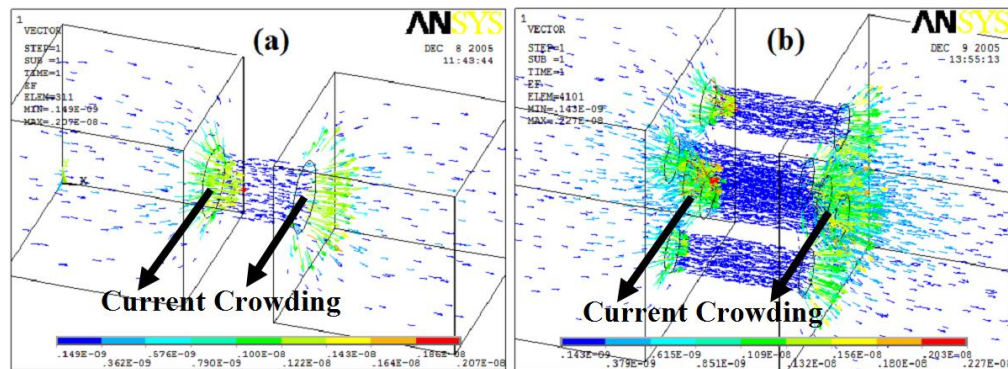 1
VECTOR
STEP=1
SUB =1
TIME=1
EF
ELEM=311
MIN=.149E-09
MAX=.207E-08
(a)
ANSYS
DEC 8 2005
11:43:44
X
Current Crowding
.149E-09 .576E-09 .100E-08 .143E-08 .186E-08
.362E-09 .790E-09 .122E-08 .164E-08 .207E-08
1
VECTOR
STEP=1
SUB =1
TIME=1
EF
ELEM=4101
MIN=.143E-09
MAX=.227E-08
(b)
ANSYS
DEC 9 2005
13:55:13
Current Crowding
.143E-09 .615E-09 .109E-08 .156E-08 .203E-08
.379E-09 .851E-09 .132E-08 .180E-08 .227E-08